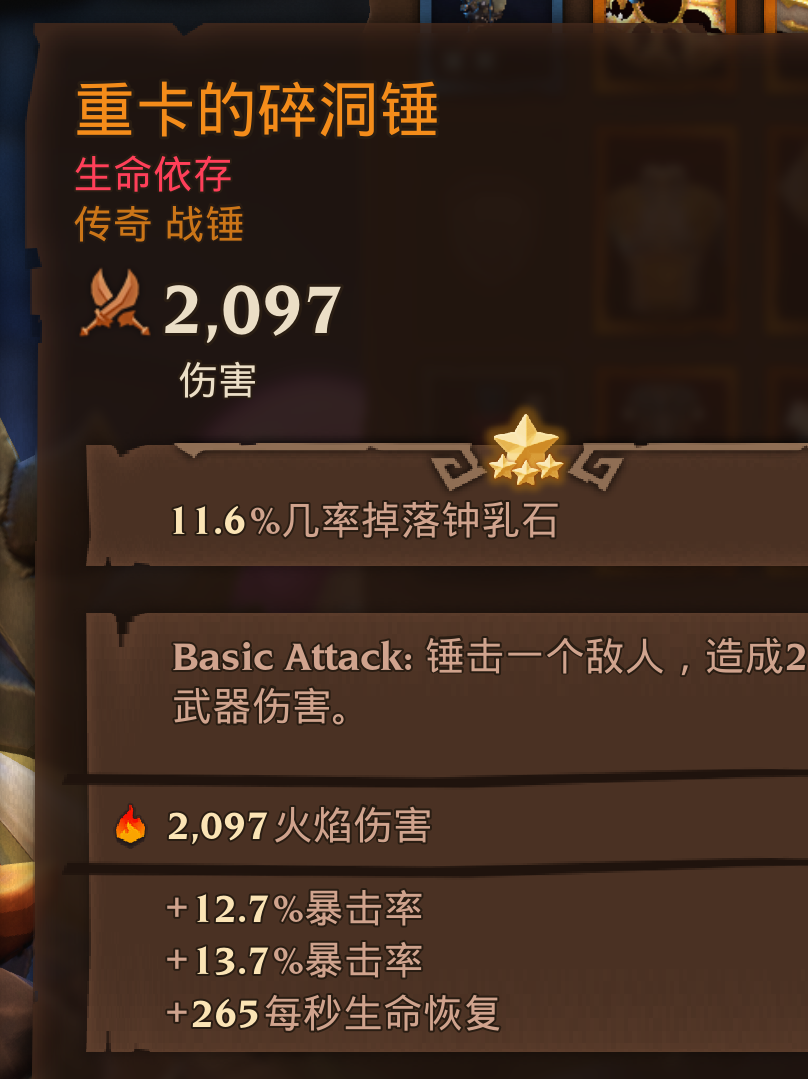 重卡的碎洞锤
生命依存
传奇 战锤
2,097
伤害
11.6%几率掉落钟乳石
Basic Attack: 锤击一个敌人，造成2
武器伤害。
2,097火焰伤害
+12.7%暴击率
+13.7%暴击率
+265每秒生命恢复